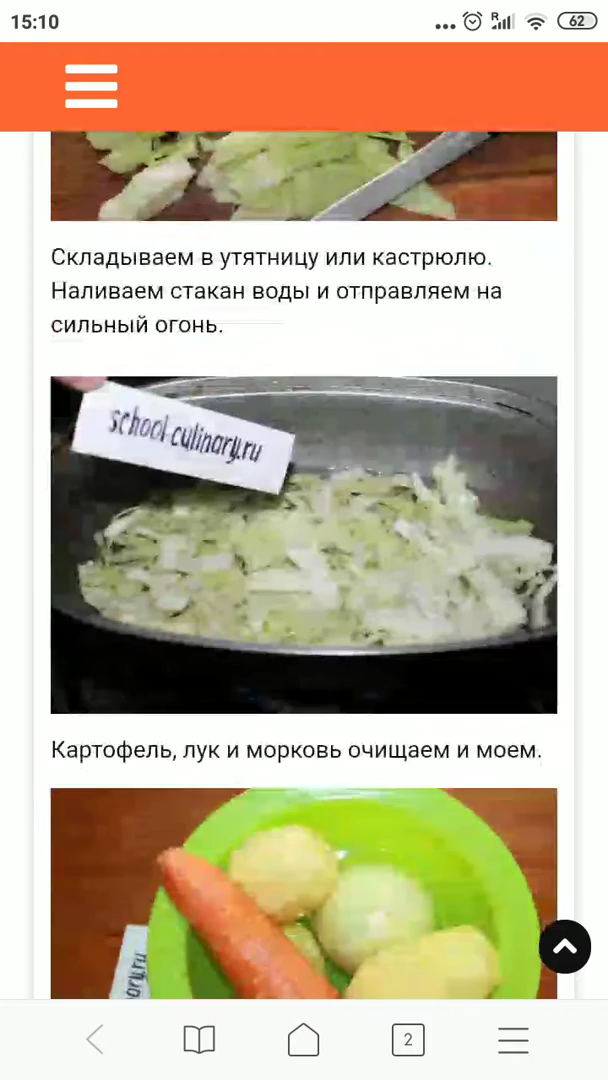 15:10
R
62
Складываем в утятницу или кастрюлю.
Наливаем стакан воды и отправляем на
сильный огонь.
school-culinary.ru
Картофель, лук и морковь очищаем и моем.
2